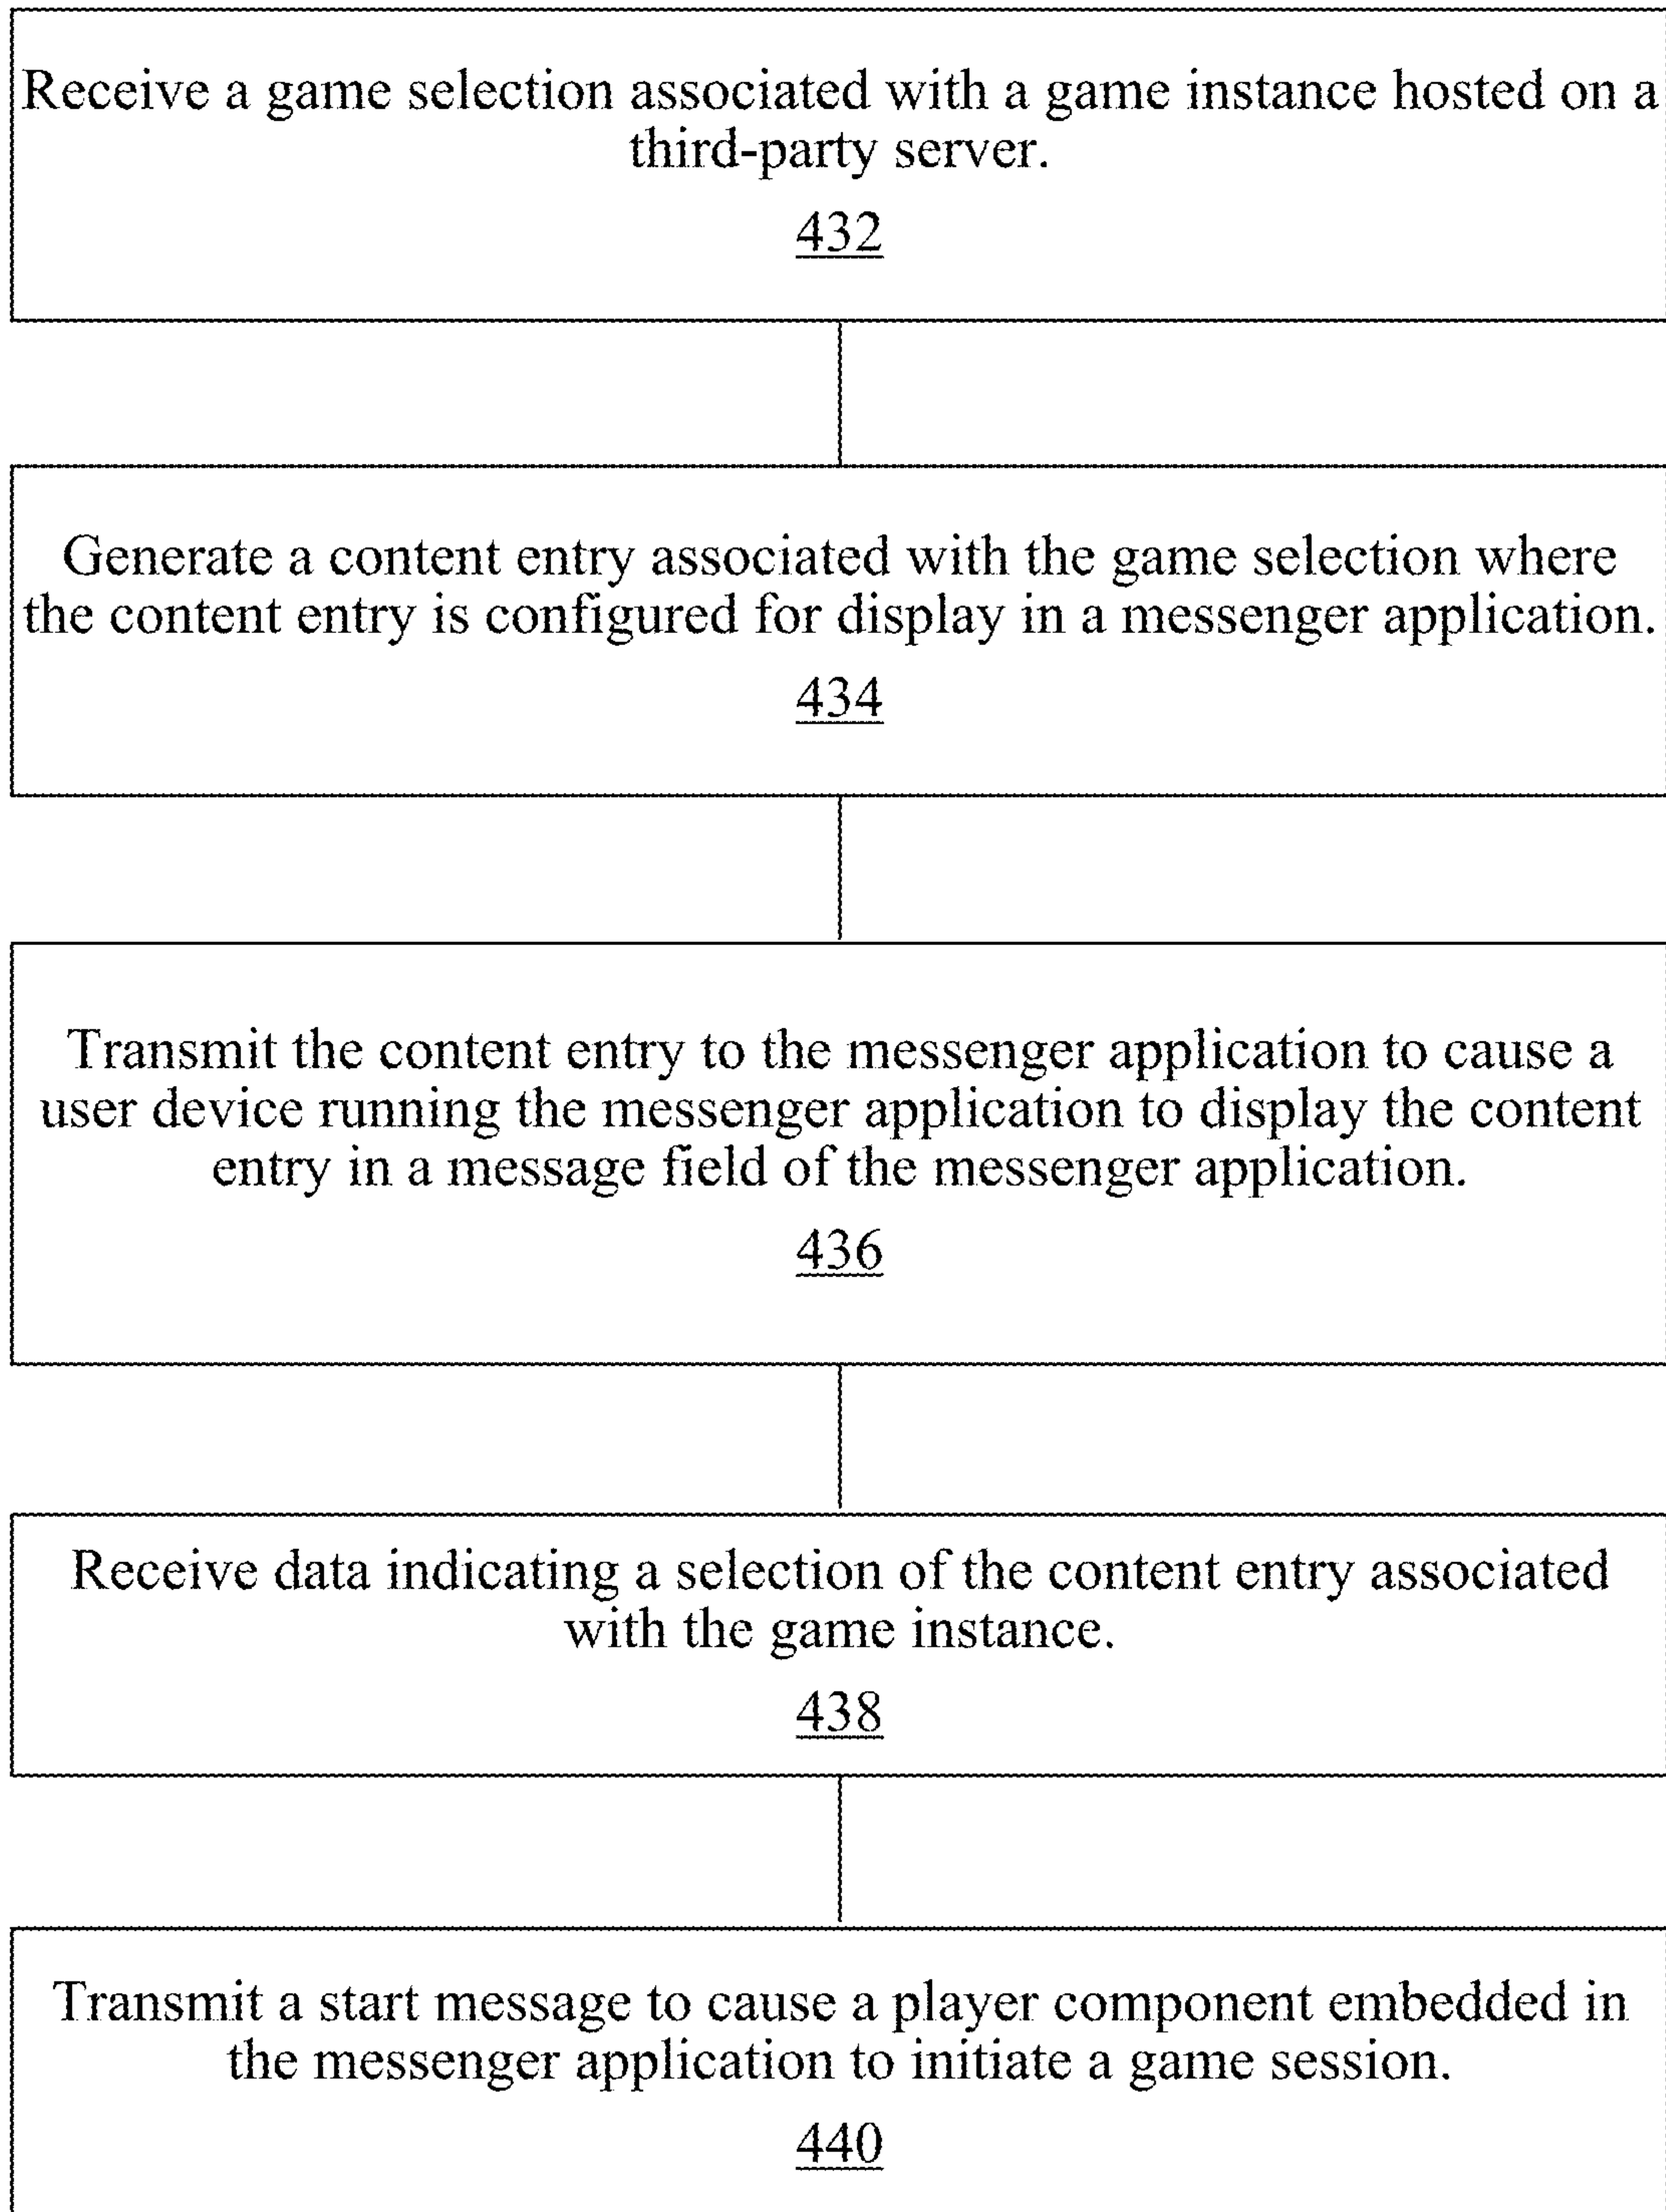 Receive a game selection associated with a game instance hosted on a
third-party server.
432
Generate a content entry associated with the game selection where
the content entry is configured for display in a messenger application.
434
Transmit the content entry to the messenger application to cause a
user device running the messenger application to display the content
entry in a message field of the messenger application.
436
Receive data indicating a selection of the content entry associated
with the game instance.
438
Transmit a start message to cause a player component embedded in
the messenger application to initiate a game session.
440